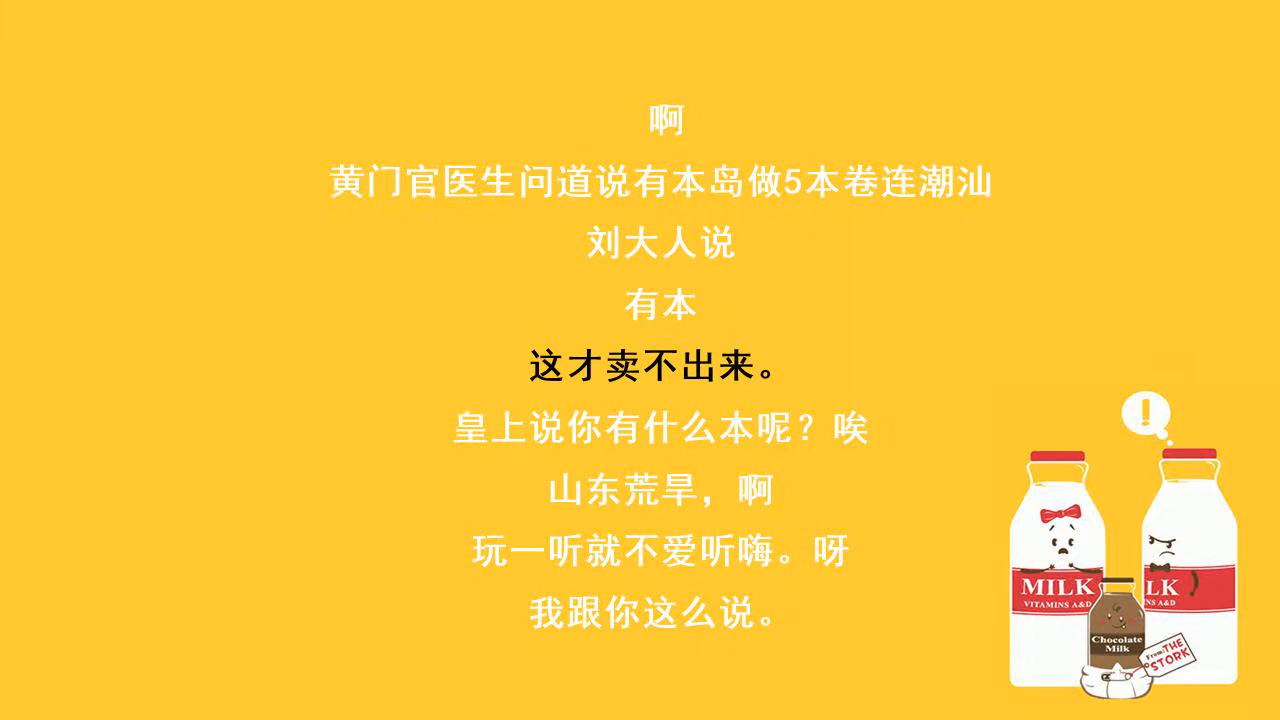 啊
黄门官医生问道说有本岛做5本卷连潮汕
刘大人说
有本
这才卖不出来。
皇上说你有什么本呢？唉
山东荒旱，啊
玩一听就不爱听嗨。呀
我跟你这么说。
!
MILK
VITAMINS A&D
LK
NS A&D
Chocolate
Milk
From: THE
STORK